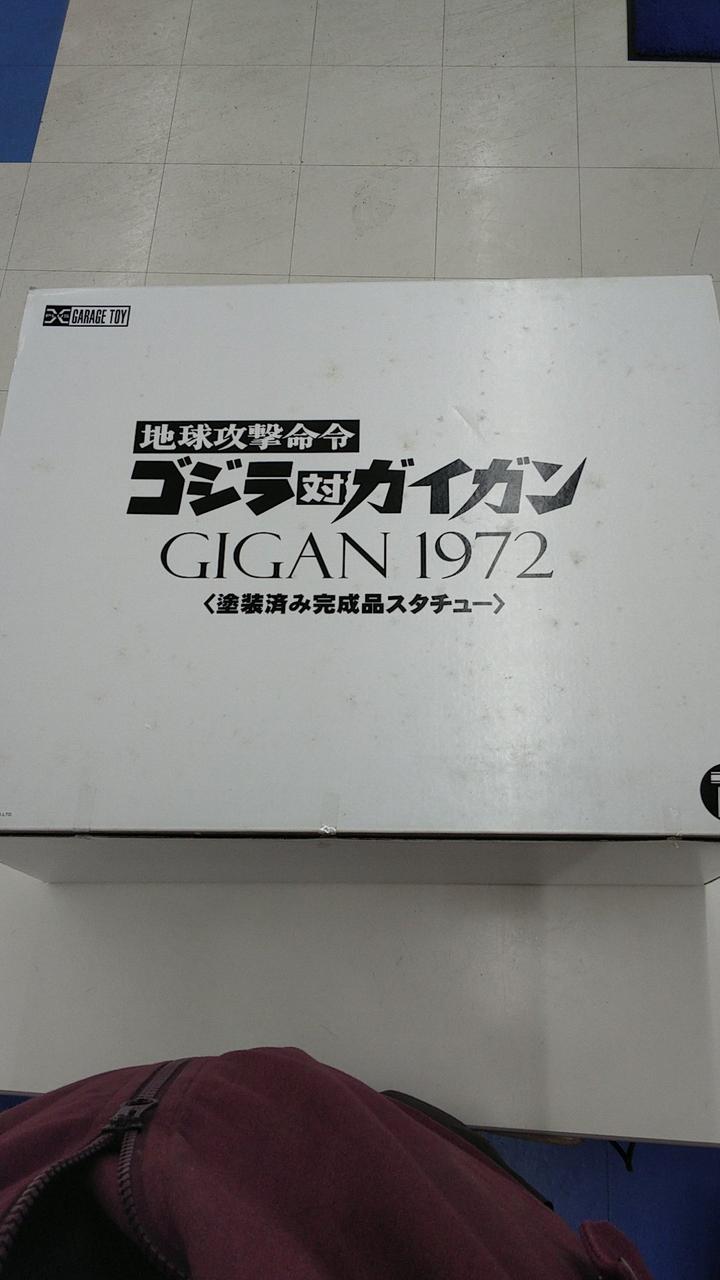 GARAGE TOY
地球攻撃命令
ゴジラ対ガイガン
GIGAN 1972
〈塗装済み完成品スタチュー〉